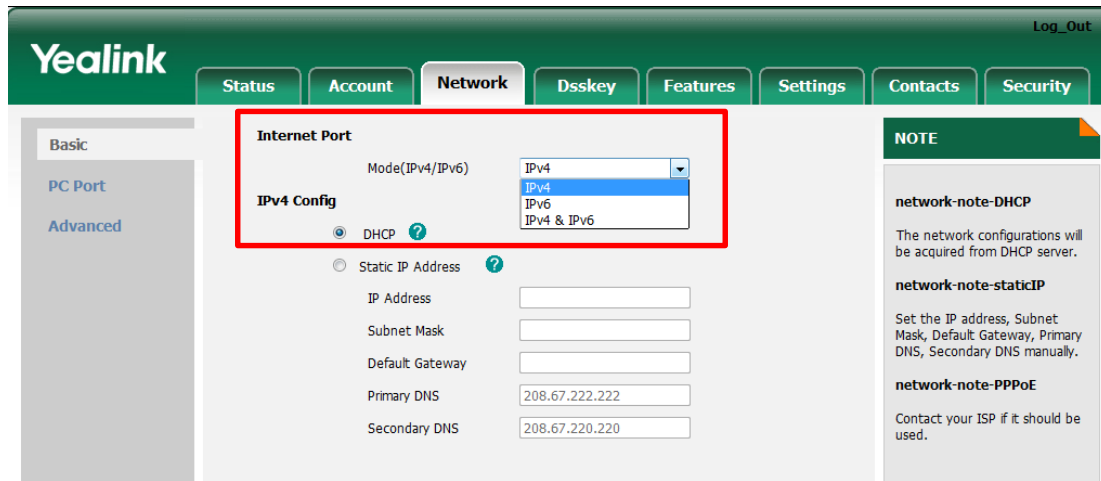 Log_Out
Yealink
Status Account Network Dsskey Features Settings Contacts Security
Basic
PC Port
Advanced
Internet Port
Mode(IPv4/IPv6) IPv4
IPv4
IPv6
IPv4 & IPv6
IPv4 Config
DHCP ?
Static IP Address ?
IP Address
Subnet Mask
Default Gateway
Primary DNS 208.67.222.222
Secondary DNS 208.67.220.220
NOTE
network-note-DHCP
The network configurations will
be acquired from DHCP server.
network-note-staticIP
Set the IP address, Subnet
Mask, Default Gateway, Primary
DNS, Secondary DNS manually.
network-note-PPPoE
Contact your ISP if it should be
used.